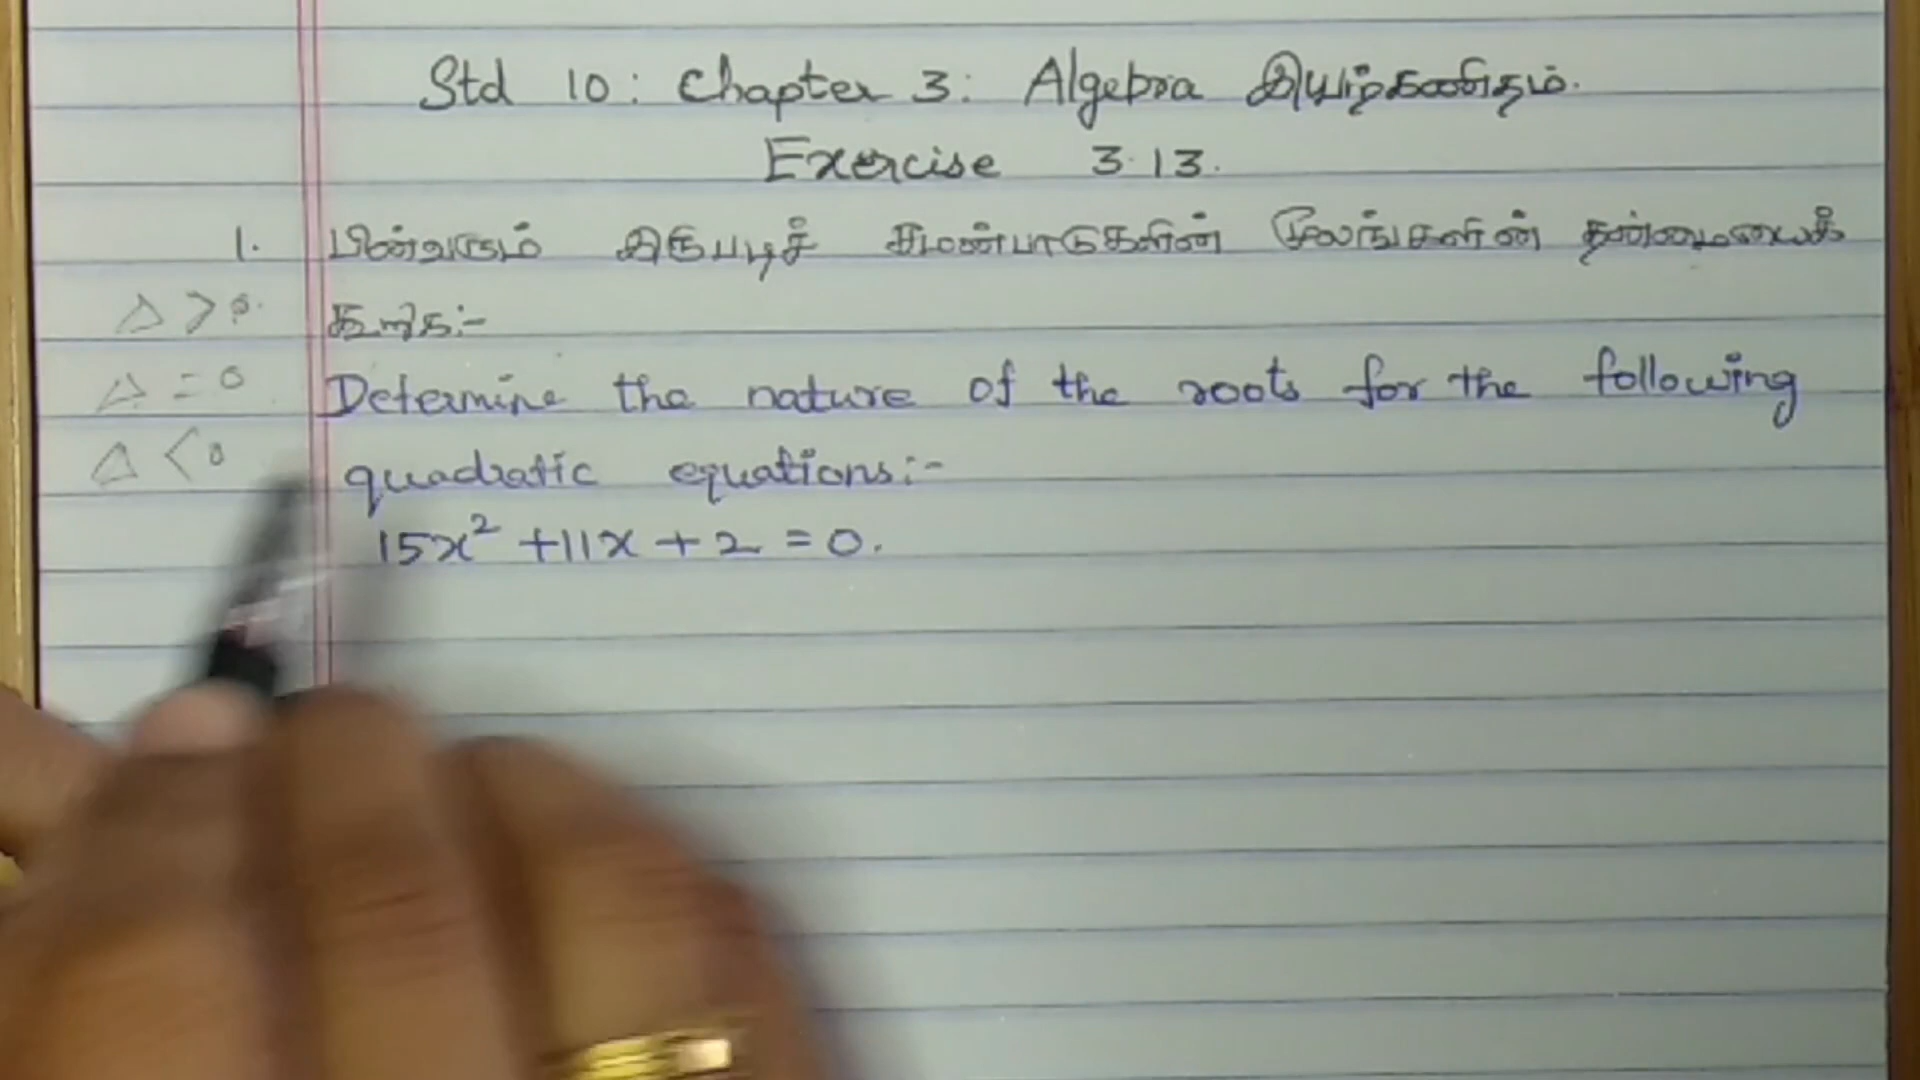 Std 10: Chapter 3: Algebra இயற்கணிதம்.
Exercise 3.13.
1. பின்வரும் இருபடிச் சமன்பாடுகளின் மூலங்களின் தன்மையைக்
Δ > 0. கூறுக:-
Δ = 0 Determine the nature of the roots for the following
Δ < 0 quadratic equations:-
15x² + 11x + 2 = 0.